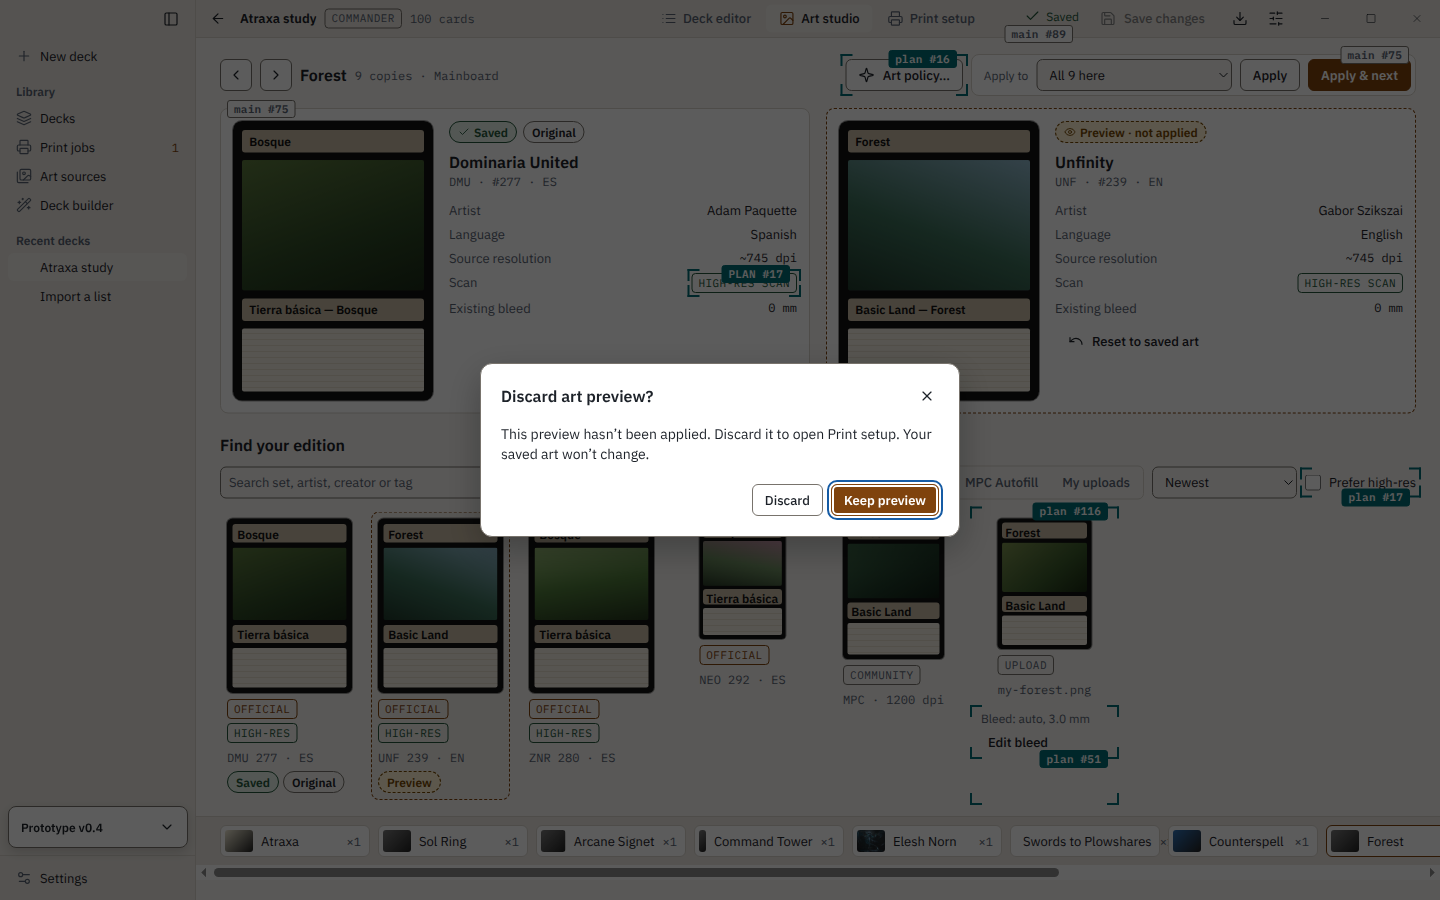 Atraxa study COMMANDER 100 cards
Deck editor Art studio Print setup
Saved Save changes
main #89
New deck
Library
Decks
Print jobs 1
Art sources
Deck builder
Recent decks
Atraxa study
Import a list
Prototype v0.4
Settings
Forest 9 copies · Mainboard
plan #16
Art policy...
main #75
Apply to All 9 here Apply Apply & next
main #75
Bosque
Tierra básica — Bosque
Saved Original
Dominaria United
DMU · #277 · ES
Artist Adam Paquette
Language Spanish
Source resolution ~745 dpi
PLAN #17
Scan HIGH-RES SCAN
Existing bleed 0 mm
Forest
Basic Land — Forest
Preview · not applied
Unfinity
UNF · #239 · EN
Artist Gabor Szikszai
Language English
Source resolution ~745 dpi
Scan HIGH-RES SCAN
Existing bleed 0 mm
Reset to saved art
Discard art preview?
This preview hasn’t been applied. Discard it to open Print setup. Your
saved art won’t change.
Discard Keep preview
Find your edition
Search set, artist, creator or tag
MPC Autofill My uploads Newest Prefer high-res
plan #17
Bosque
Tierra básica
OFFICIAL
HIGH-RES
DMU 277 · ES
Saved Original
Forest
Basic Land
OFFICIAL
HIGH-RES
UNF 239 · EN
Preview
Bosque
Tierra básica
OFFICIAL
HIGH-RES
ZNR 280 · ES
Tierra básica
OFFICIAL
NEO 292 · ES
Basic Land
COMMUNITY
MPC · 1200 dpi
plan #116
Forest
Basic Land
UPLOAD
my-forest.png
Bleed: auto, 3.0 mm
Edit bleed
plan #51
Atraxa ×1
Sol Ring ×1
Arcane Signet ×1
Command Tower ×1
Elesh Norn ×1
Swords to Plowshares ×
Counterspell ×1
Forest